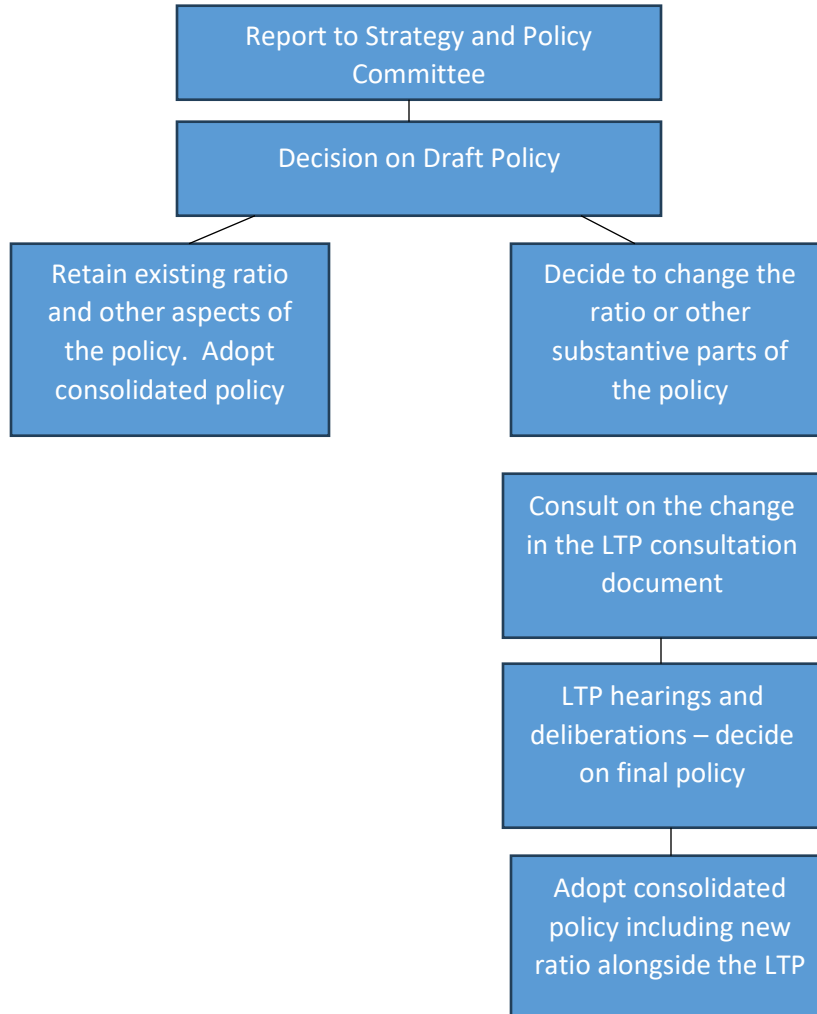 Report to Strategy and Policy
Committee
Decision on Draft Policy
Retain existing ratio
and other aspects of
the policy.  Adopt
consolidated policy
Decide to change the
ratio or other
substantive parts of
the policy
Consult on the change
in the LTP consultation
document
LTP hearings and
deliberations – decide
on final policy
Adopt consolidated
policy including new
ratio alongside the LTP